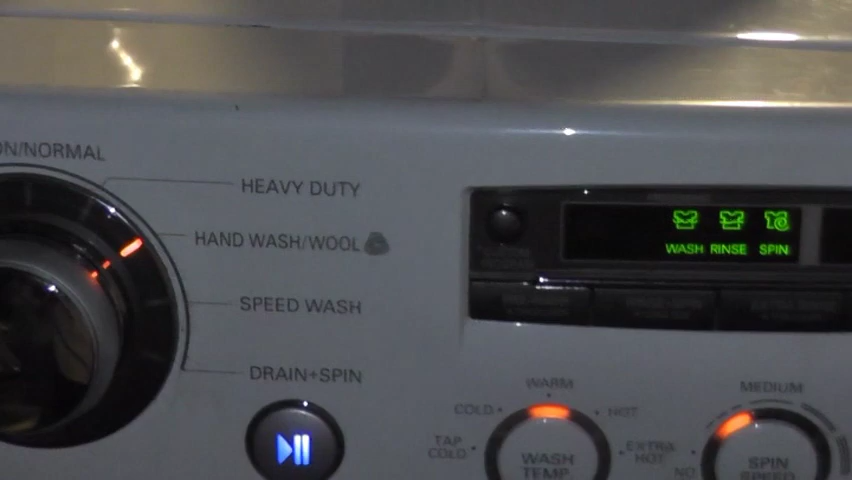 ON/NORMAL
HEAVY DUTY
HAND WASH/WOOL
SPEED WASH
DRAIN+SPIN
WASH RINSE SPIN
WARM
COLD
HOT
TAP
COLD
EXTRA
HOT
WASH
TEMP
MEDIUM
NO
SPIN
SPEED